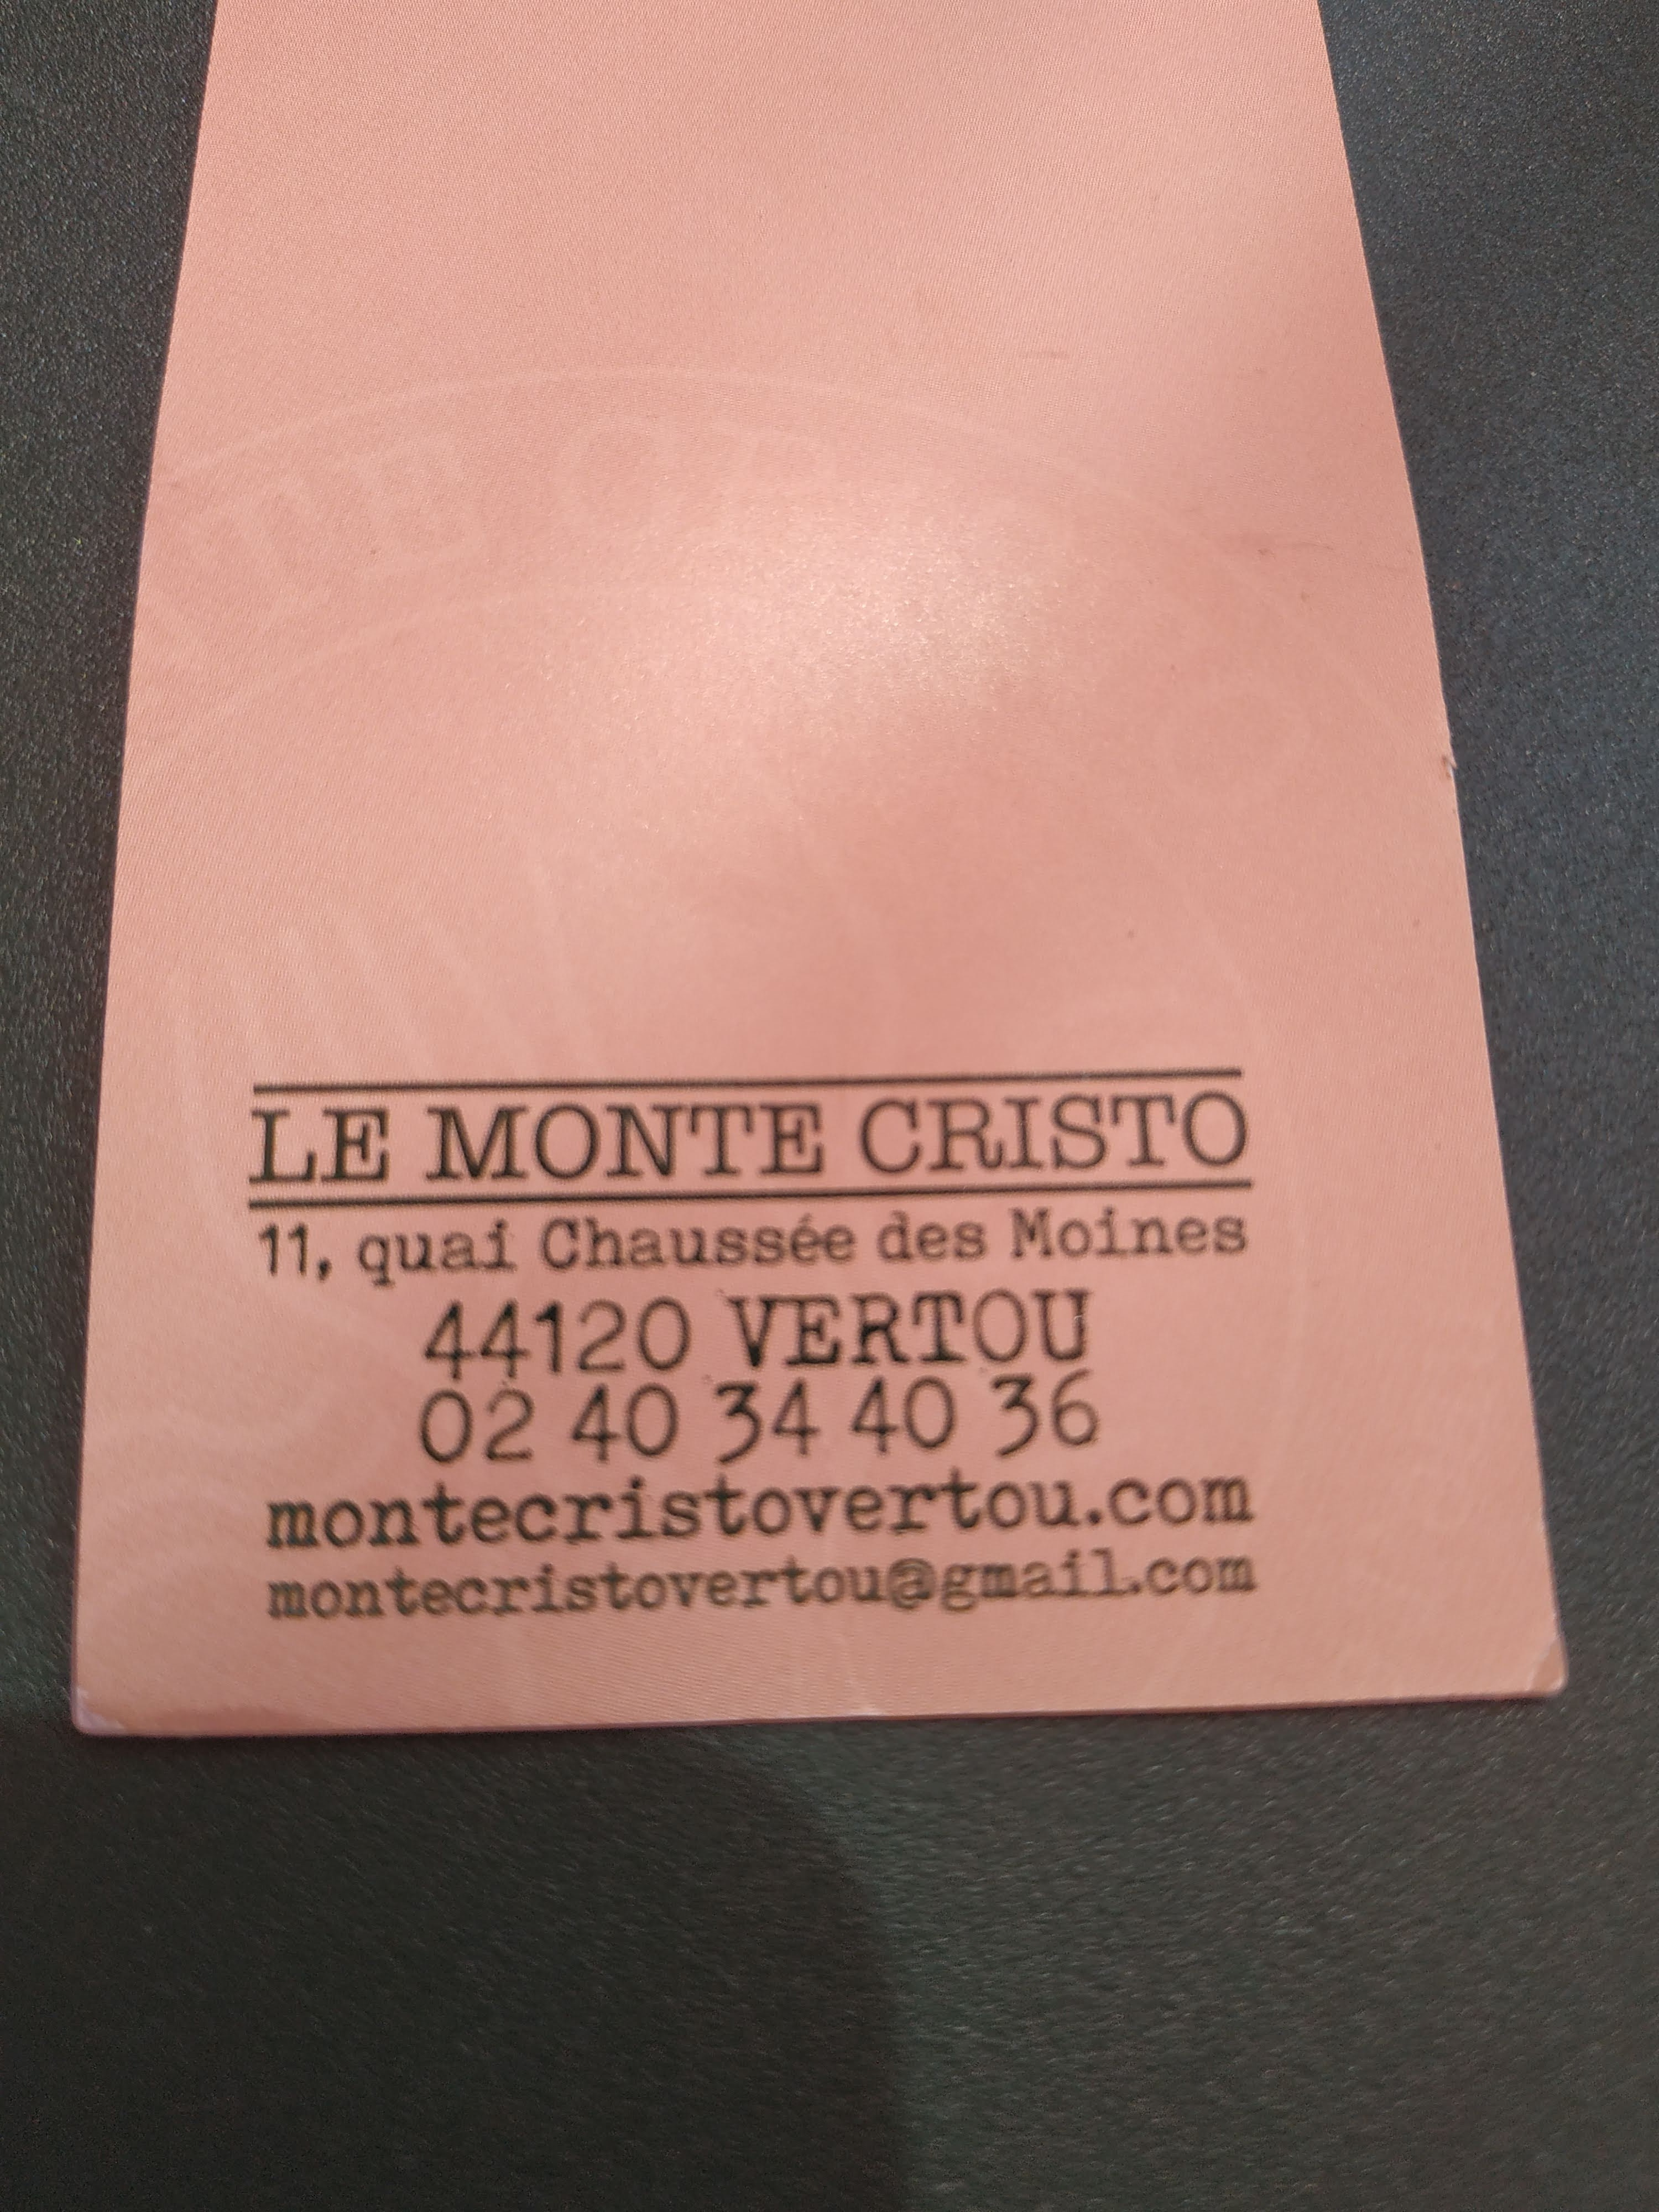 LE MONTE CRISTO
11, quai Chaussée des Moines
44120 VERTOU
02 40 34 40 36
montecristovertou.com
montecristovertou@gmail.com